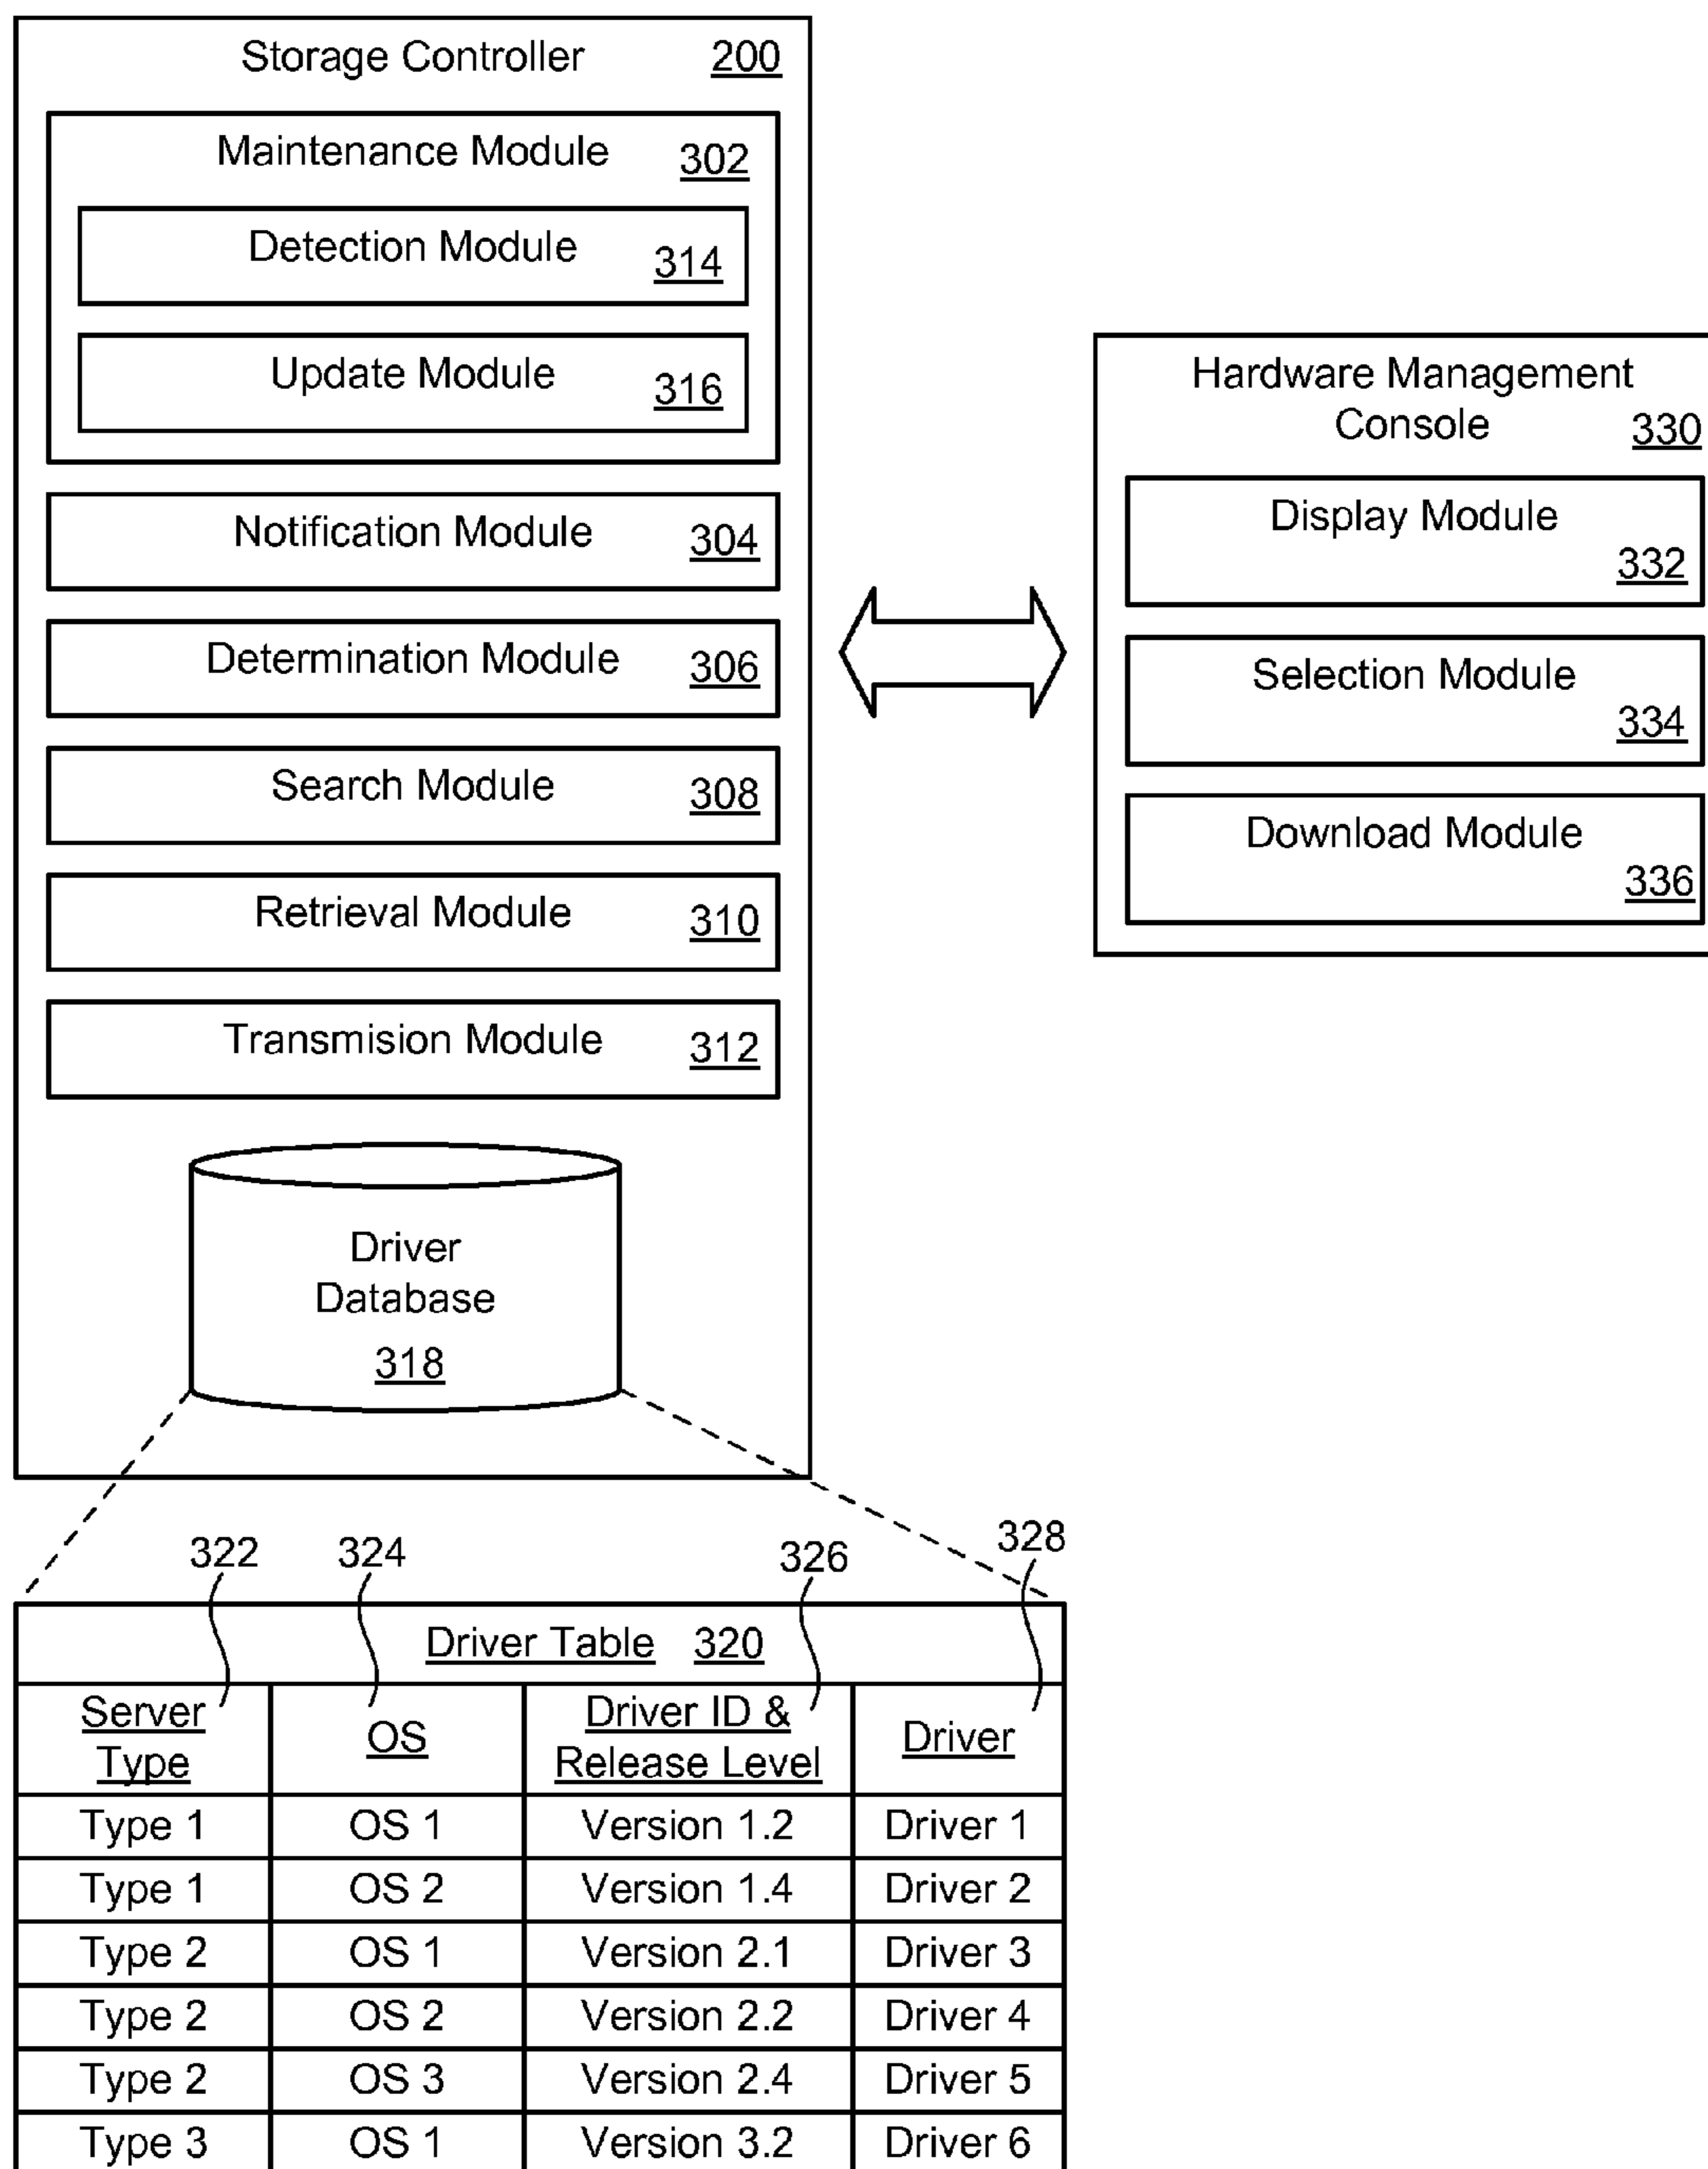 Storage Controller 200
Maintenance Module 302
Detection Module 314
Update Module 316
Notification Module 304
Determination Module 306
Search Module 308
Retrieval Module 310
Transmision Module 312
Driver
Database
318
Hardware Management
Console 330
Display Module
332
Selection Module
334
Download Module
336
322 324 326 328
Driver Table 320
Server
Type
OS
Driver ID &
Release Level
Driver
Type 1 OS 1 Version 1.2 Driver 1
Type 1 OS 2 Version 1.4 Driver 2
Type 2 OS 1 Version 2.1 Driver 3
Type 2 OS 2 Version 2.2 Driver 4
Type 2 OS 3 Version 2.4 Driver 5
Type 3 OS 1 Version 3.2 Driver 6